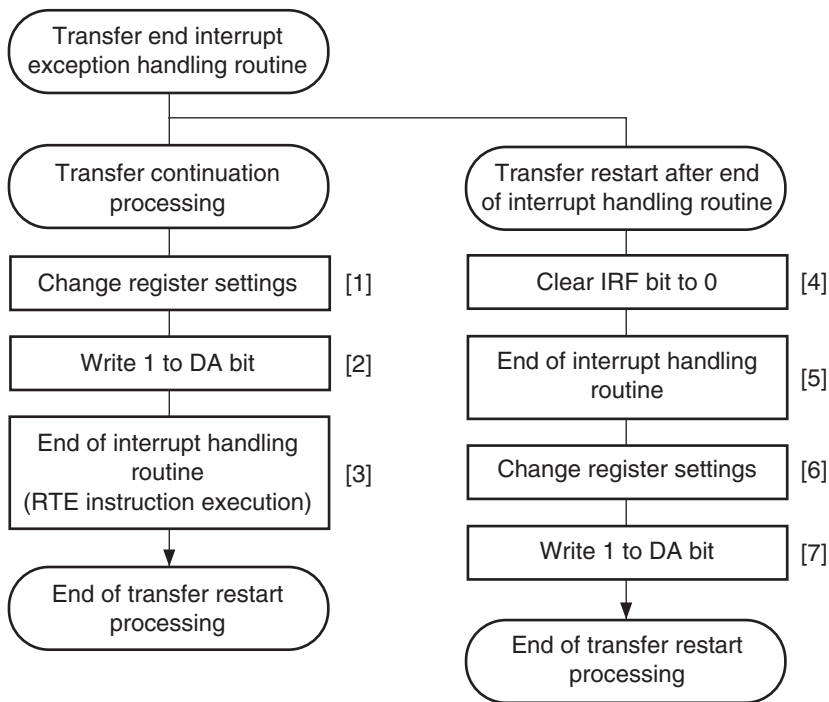 Transfer end interrupt
exception handling routine
Transfer continuation
processing
Change register settings [1]
Write 1 to DA bit [2]
End of interrupt handling
routine
(RTE instruction execution) [3]
End of transfer restart
processing
Transfer restart after end
of interrupt handling routine
Clear IRF bit to 0 [4]
End of interrupt handling
routine [5]
Change register settings [6]
Write 1 to DA bit [7]
End of transfer restart
processing